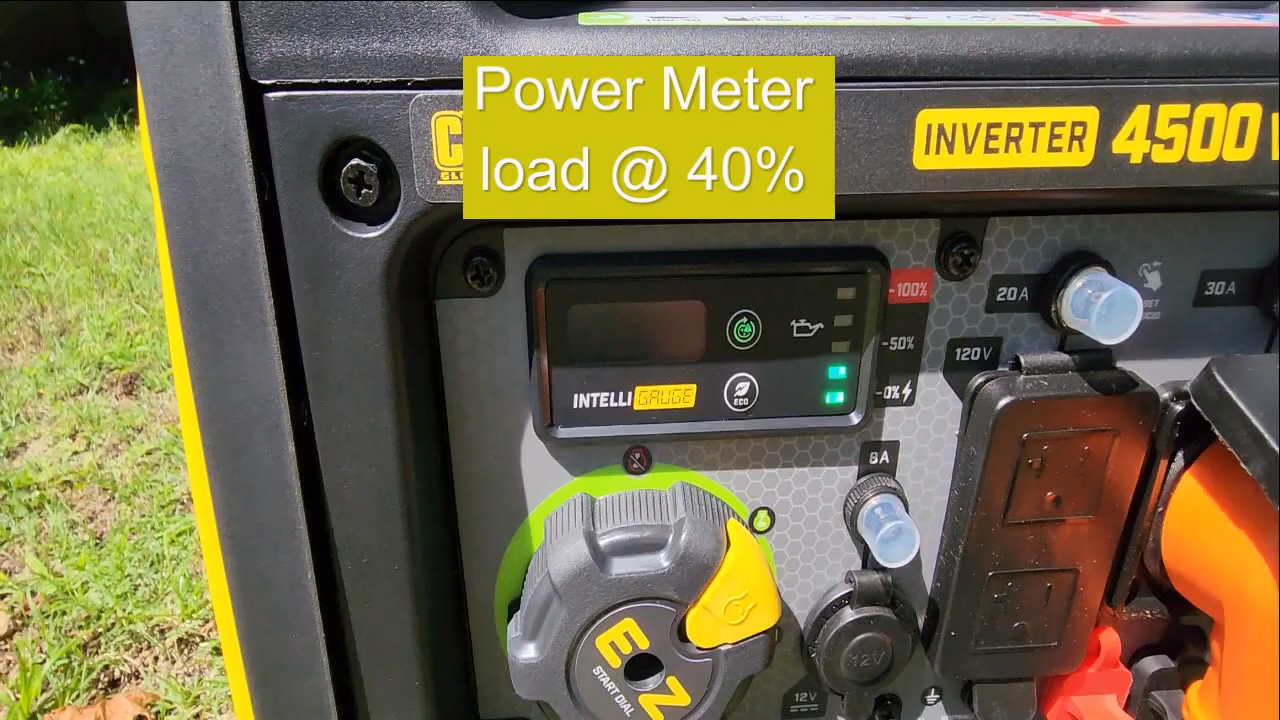 Power Meter
load @ 40%
INVERTER 4500
-100%
20A
30A
-50%
120V
INTELLIGAUGE
ECO
-0%
8A
EZ
START DIAL
12V
12V